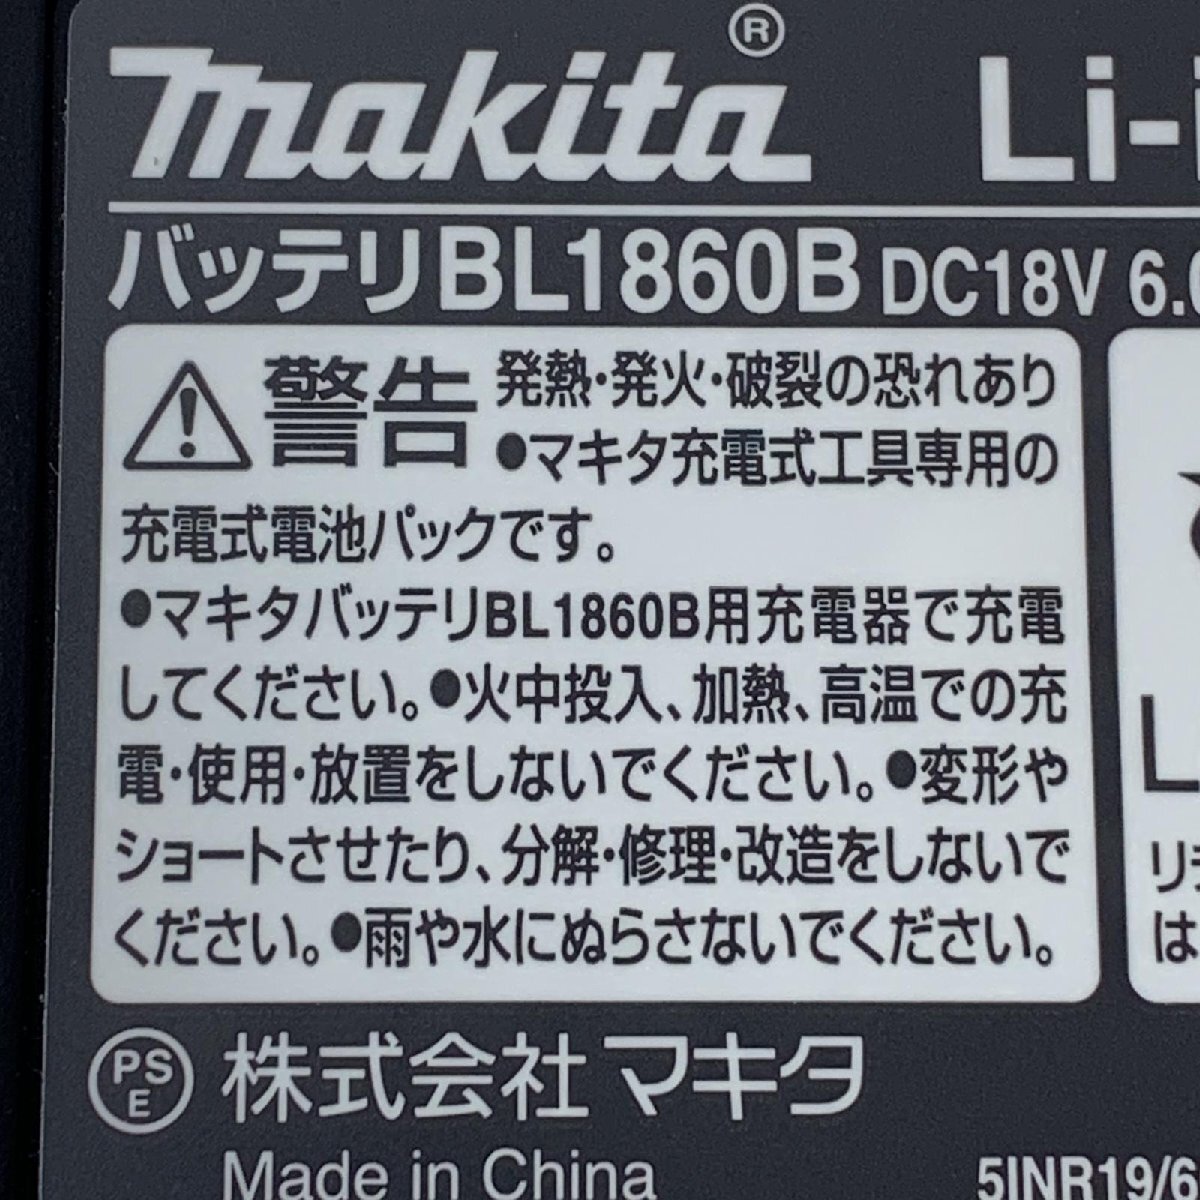 makita® Li-i
バッテリBL1860B DC18V 6.0
警告 発熱・発火・破裂の恐れあり
●マキタ充電式工具専用の
充電式電池パックです。
●マキタバッテリBL1860B用充電器で充電
してください。●火中投入、加熱、高温での充
電・使用・放置をしないでください。●変形や
ショートさせたり、分解・修理・改造をしないで
ください。●雨や水にぬらさないでください。
L
リ
は
PS
E
株式会社マキタ
Made in China
5INR19/6